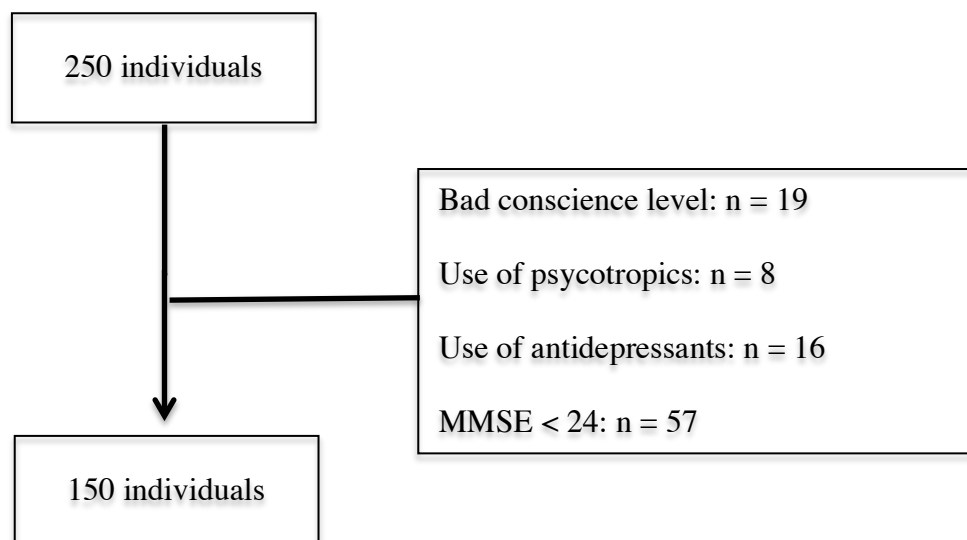 250 individuals
Bad conscience level: n = 19
Use of psycotropics: n = 8
Use of antidepressants: n = 16
MMSE < 24: n = 57
150 individuals